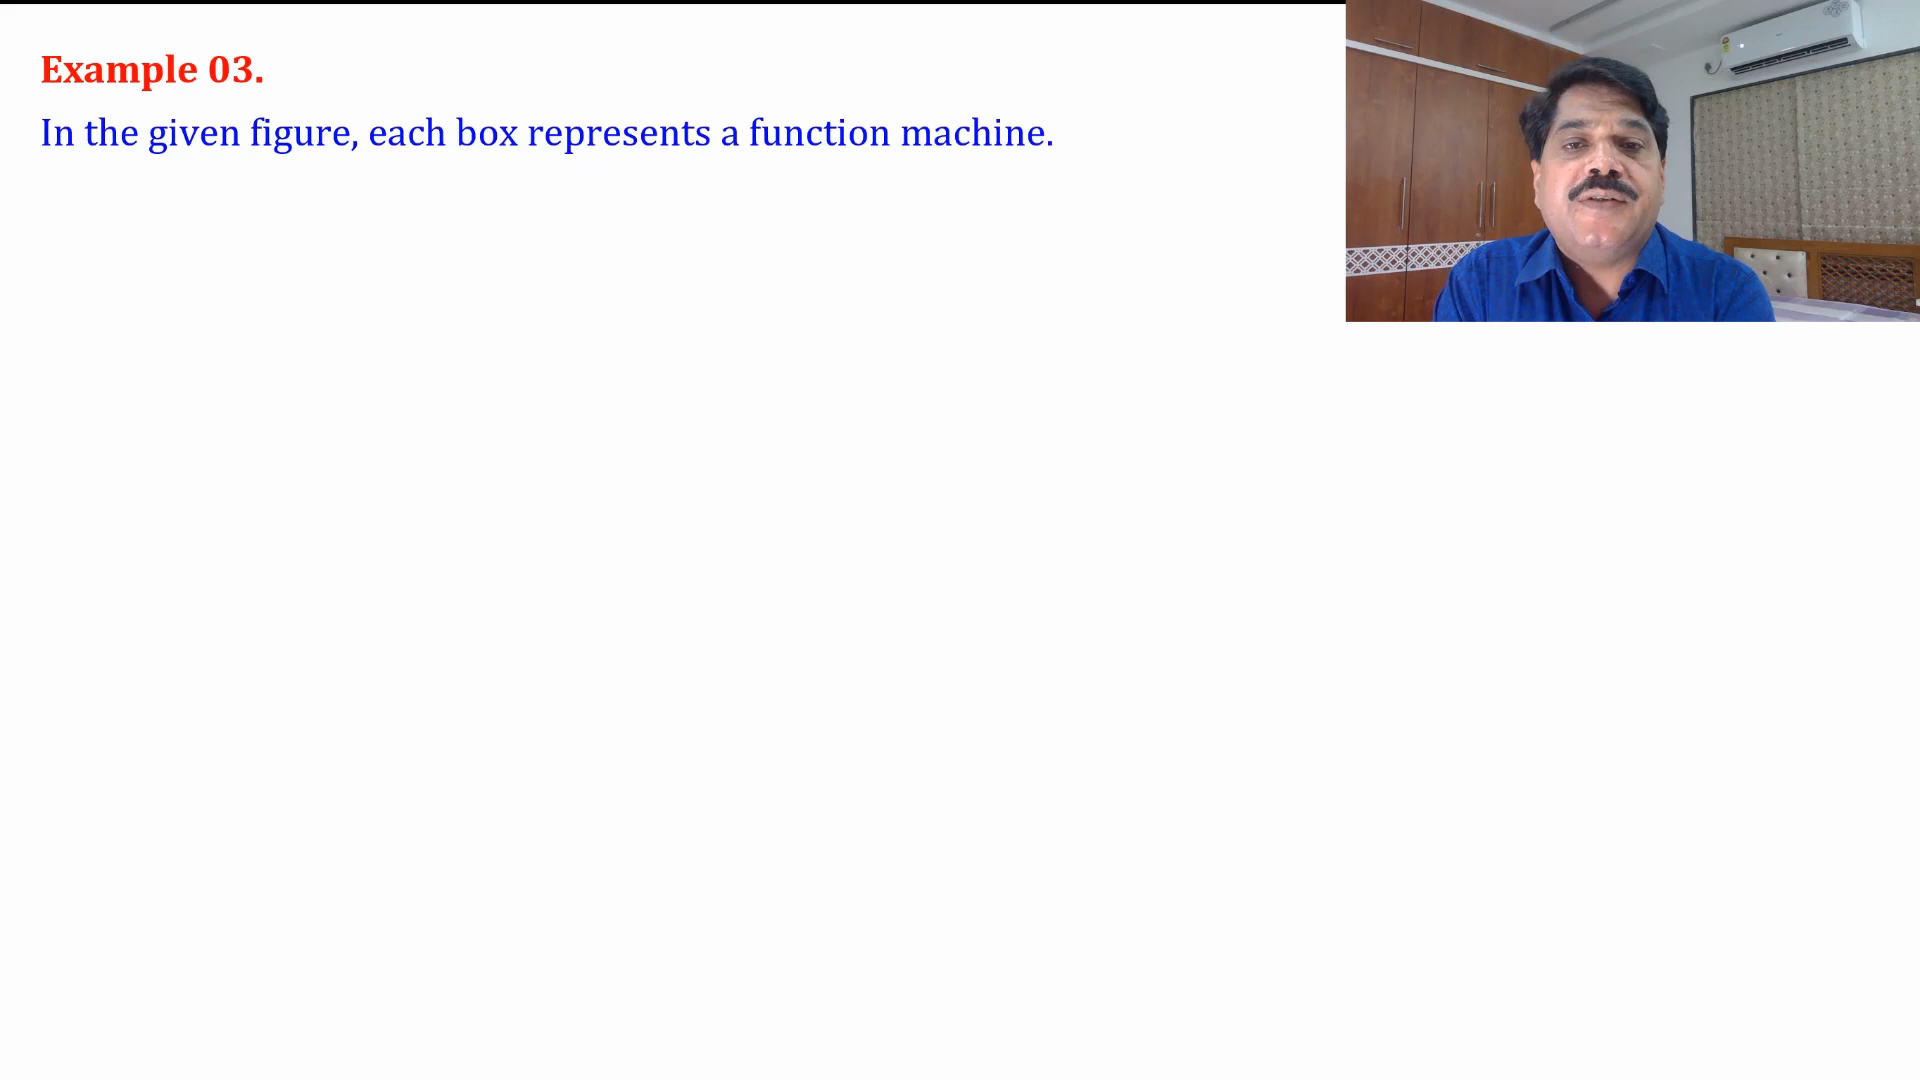 Example 03.
In the given figure, each box represents a function machine.